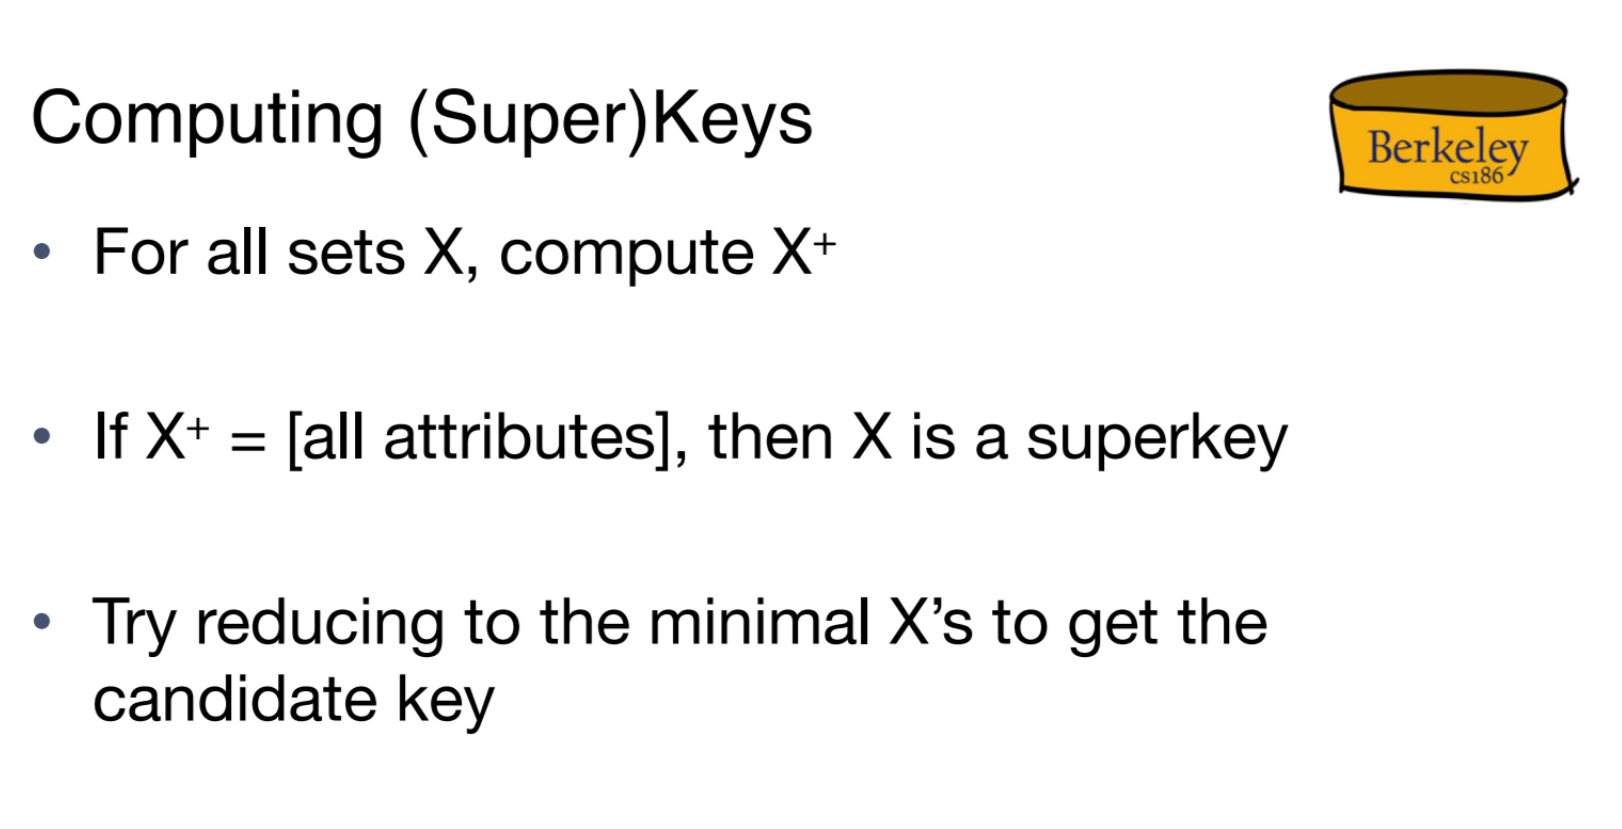 Computing (Super)Keys
Berkeley
cs186
• For all sets X, compute X⁺
• If X⁺ = [all attributes], then X is a superkey
• Try reducing to the minimal X’s to get the
candidate key